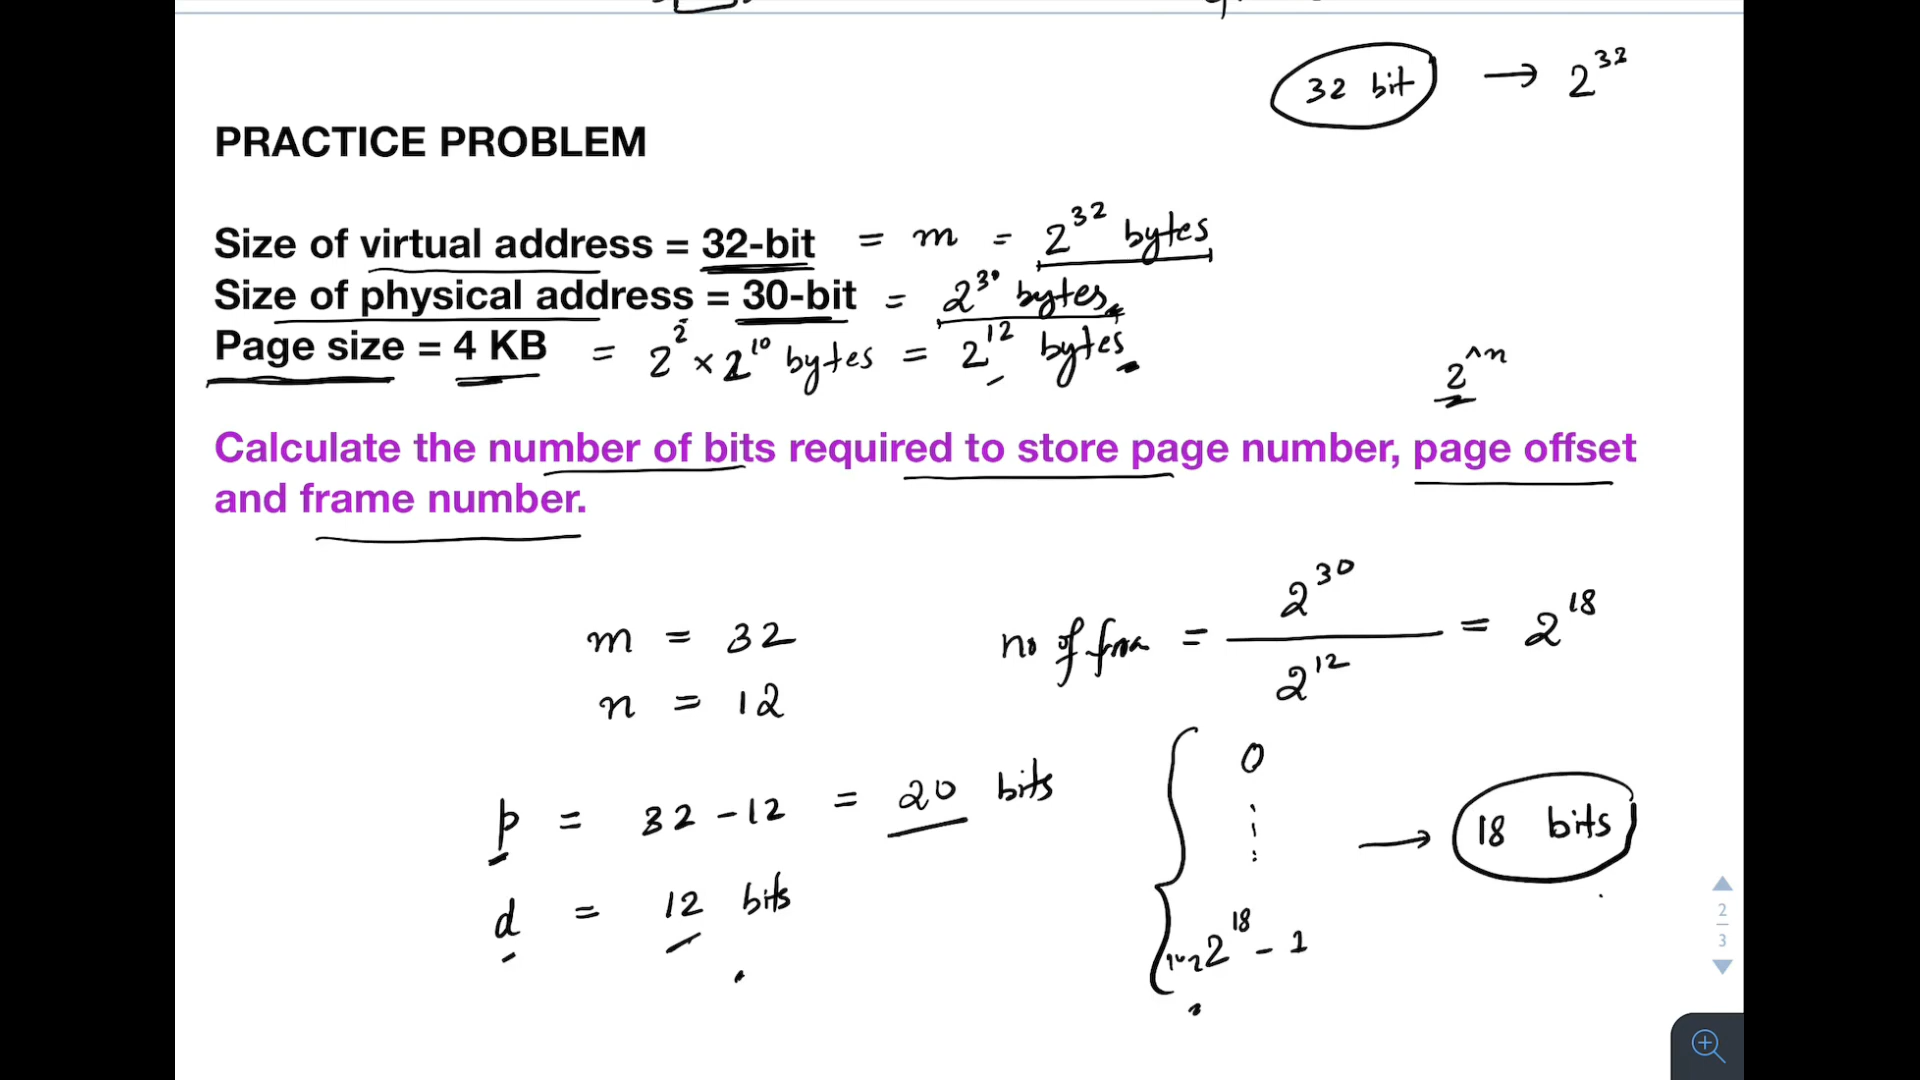 32 bit → 2^32
PRACTICE PROBLEM
Size of virtual address = 32-bit = m = 2^32 bytes
Size of physical address = 30-bit = 2^30 bytes
Page size = 4 KB = 2^2 × 2^10 bytes = 2^12 bytes
2^n
Calculate the number of bits required to store page number, page offset
and frame number.
m = 32
n = 12
no of fra = 2^30 / 2^12 = 2^18
p = 32 - 12 = 20 bits
d = 12 bits
0
2^18 - 1
→ 18 bits
2
3